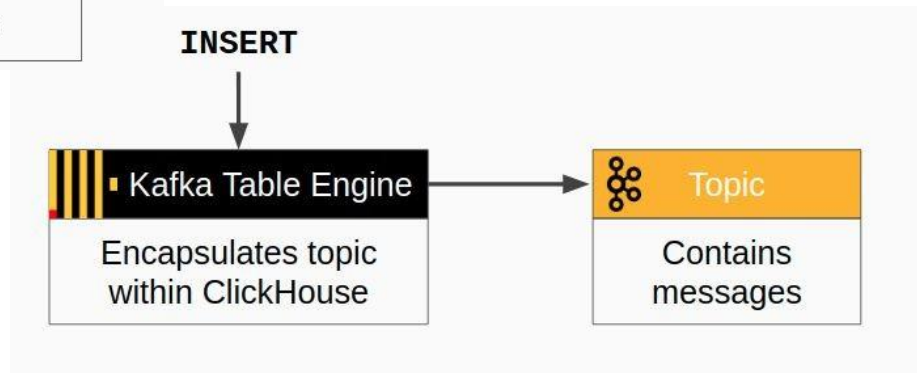 INSERT
Kafka Table Engine
Topic
Encapsulates topic
within ClickHouse
Contains
messages